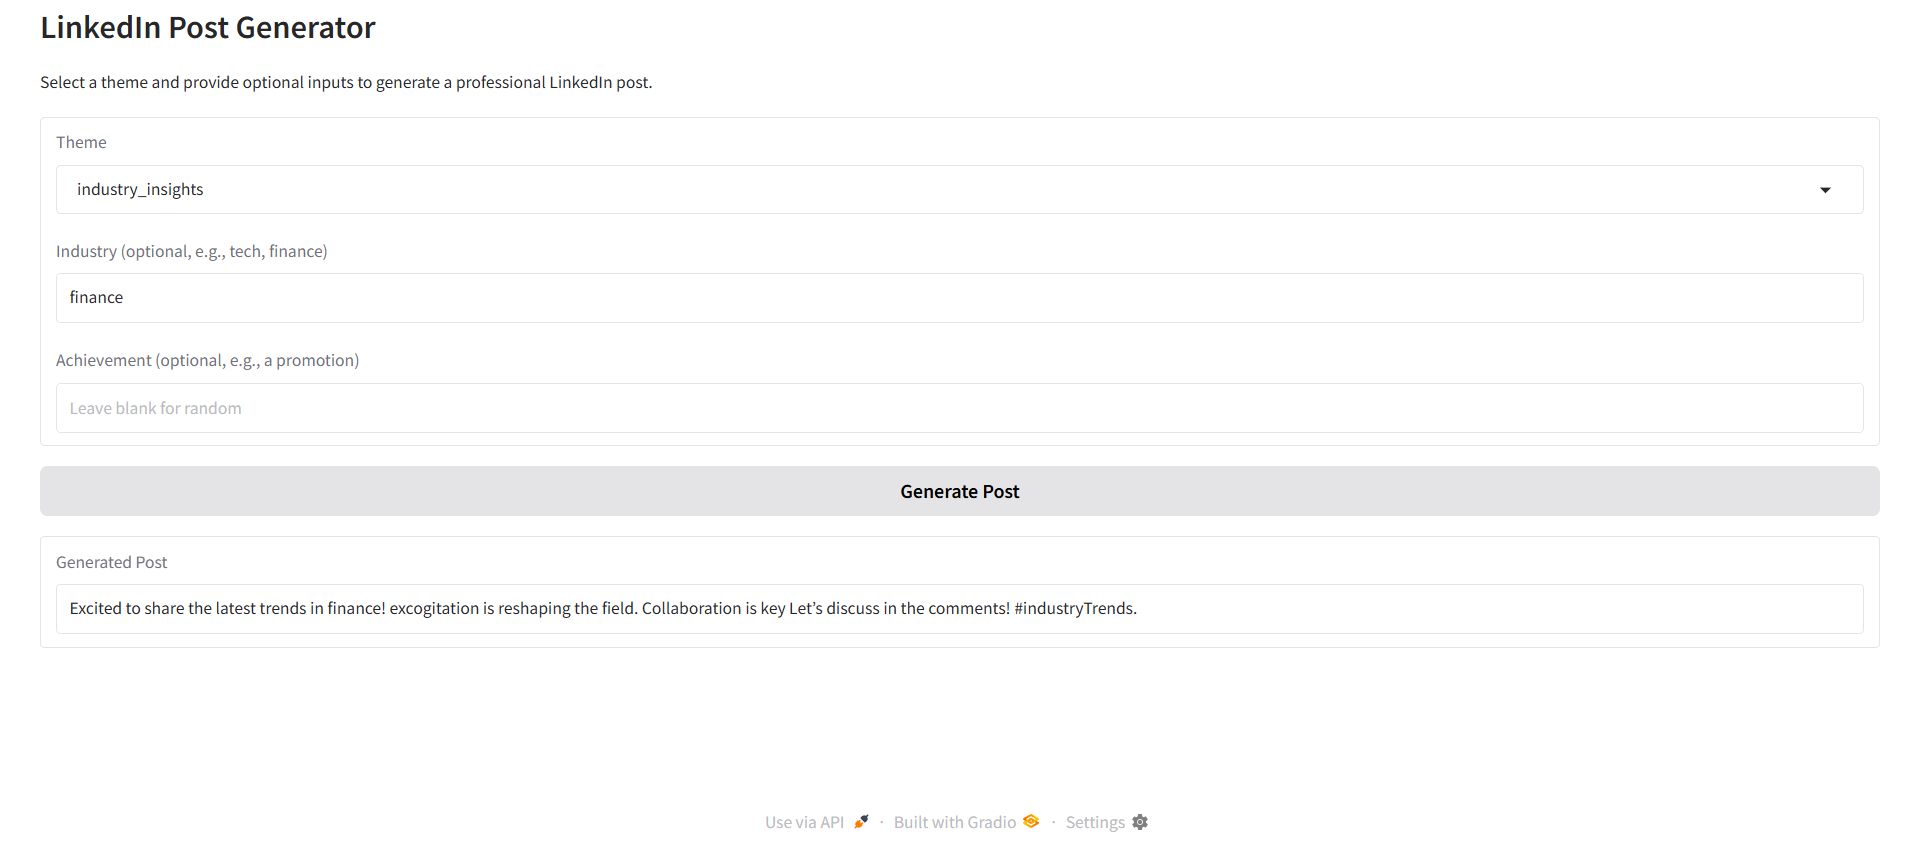 LinkedIn Post Generator
Select a theme and provide optional inputs to generate a professional LinkedIn post.
Theme
industry_insights
Industry (optional, e.g., tech, finance)
finance
Achievement (optional, e.g., a promotion)
Leave blank for random
Generate Post
Generated Post
Excited to share the latest trends in finance! excogitation is reshaping the field. Collaboration is key Let’s discuss in the comments! #industryTrends.
Use via API · Built with Gradio · Settings